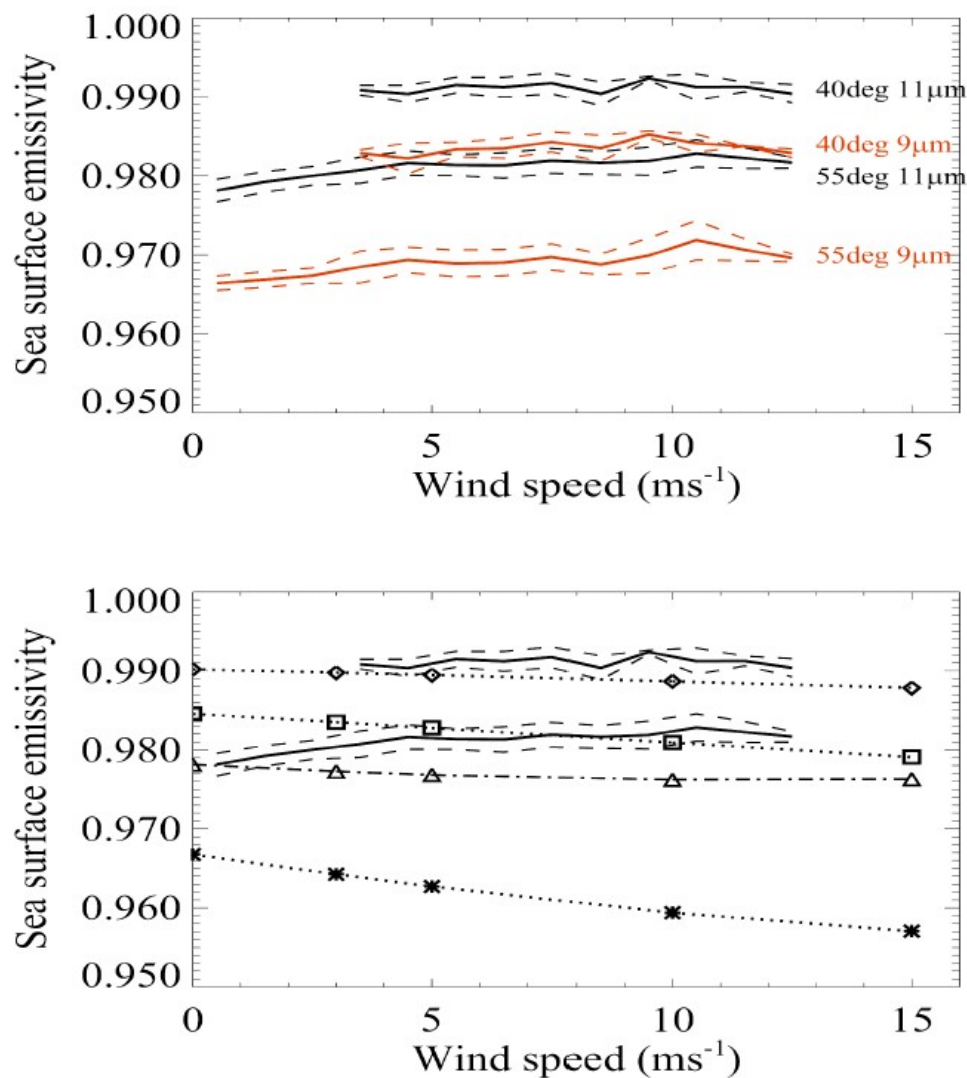 1.000
0.990
0.980
0.970
0.960
0.950
Sea surface emissivity
40deg 11μm
40deg 9μm
55deg 11μm
55deg 9μm
0 5 10 15
Wind speed (ms⁻¹)
1.000
0.990
0.980
0.970
0.960
0.950
Sea surface emissivity
0 5 10 15
Wind speed (ms⁻¹)